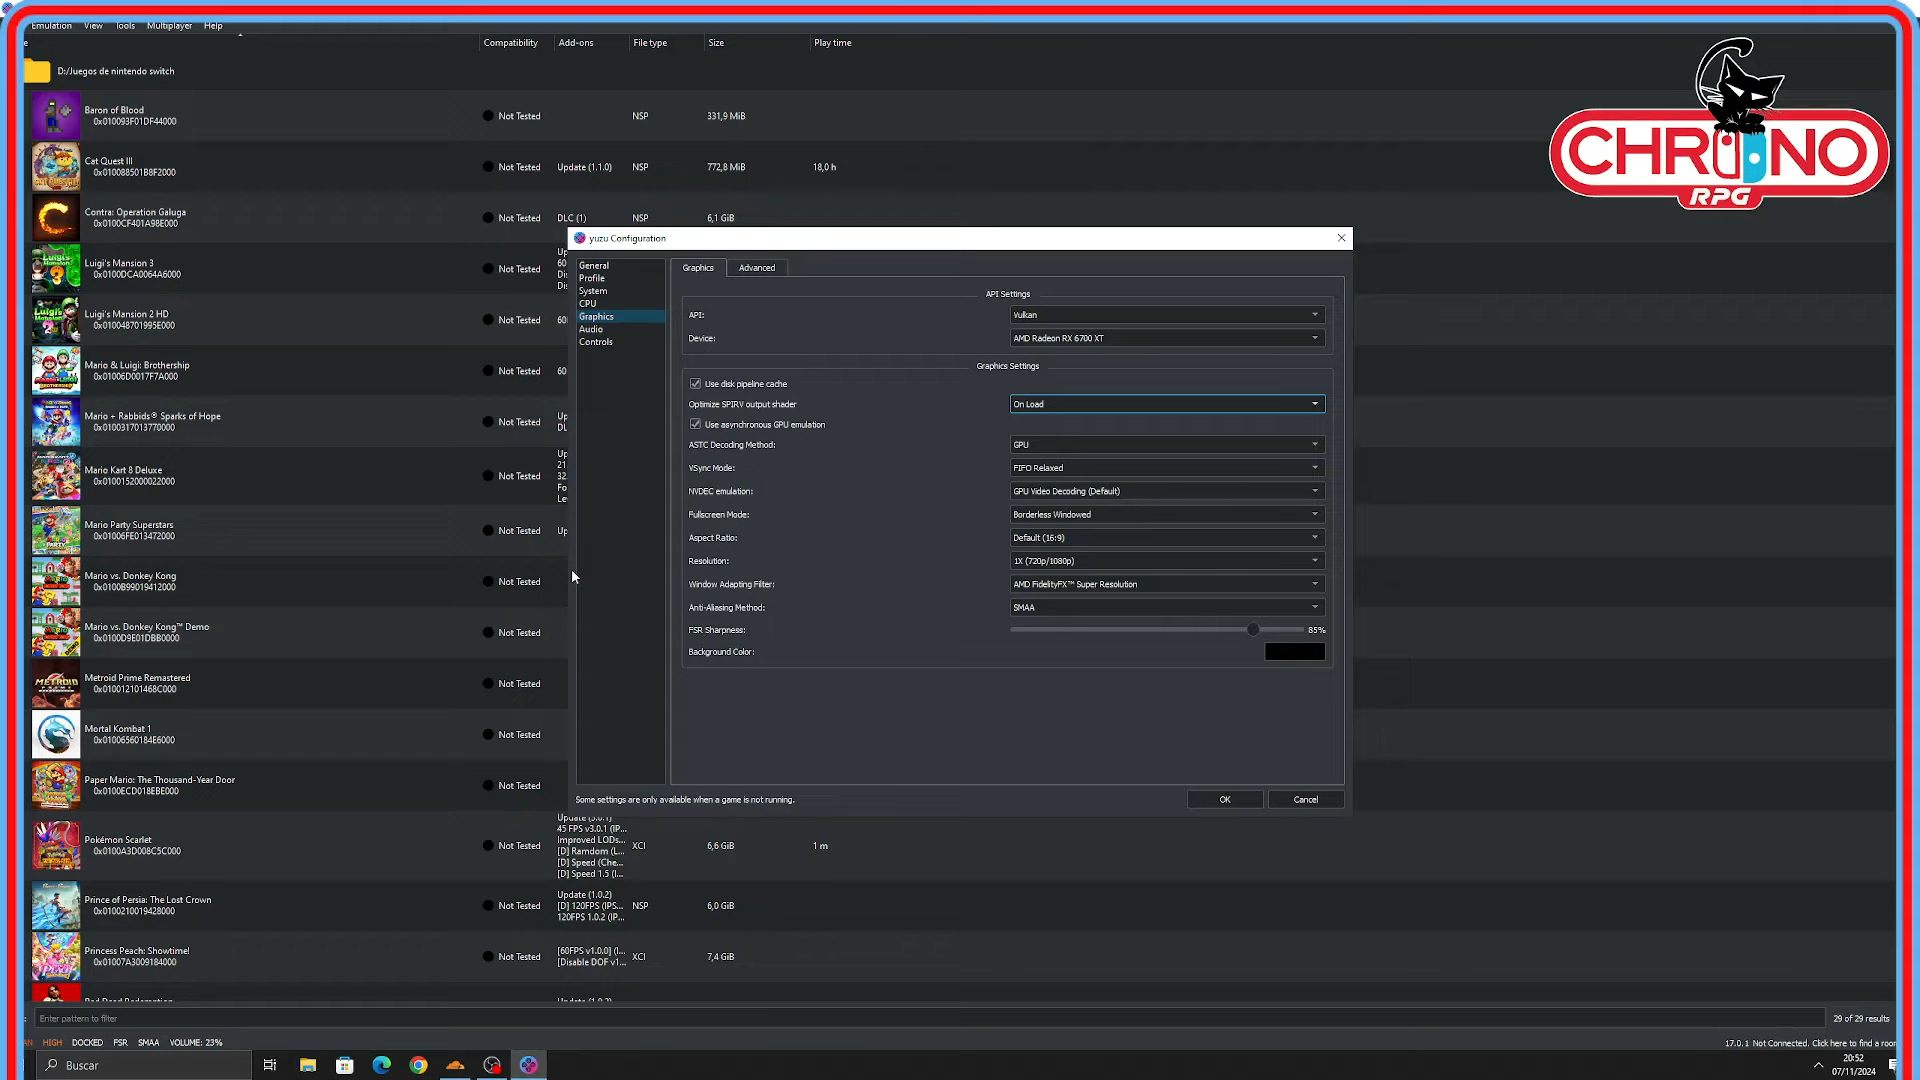 Emulation View Tools Multiplayer Help
Compatibility Add-ons File type Size Play time
D:/Juegos de nintendo switch
CHRONO
RPG
Baron of Blood
0x010093F01DF44000
Not Tested NSP 331,9 MiB
Cat Quest III
0x010088501B8F2000
Not Tested Update (1.1.0) NSP 772,8 MiB 18,0 h
Contra: Operation Galuga
0x0100CF401A98E000
Not Tested DLC (1) NSP 6,1 GiB
Luigi's Mansion 3
0x0100DCA0064A6000
Not Tested
60
Luigi's Mansion 2 HD
0x010048701995E000
Not Tested 60
Mario & Luigi: Brothership
0x01006D0017F7A000
Not Tested 60
Mario + Rabbids® Sparks of Hope
0x0100317013770000
Not Tested
Mario Kart 8 Deluxe
0x0100152000022000
Not Tested
21.
32.
Mario Party Superstars
0x01006FE013472000
Not Tested Up
Mario vs. Donkey Kong
0x0100B99019412000
Not Tested
Mario vs. Donkey Kong™ Demo
0x0100D9E01DBB0000
Not Tested
Metroid Prime Remastered
0x010012101468C000
Not Tested
Mortal Kombat 1
0x01006560184E6000
Not Tested
Paper Mario: The Thousand-Year Door
0x0100ECD018EBE000
Not Tested
Pokémon Scarlet
0x0100A3D008C5C000
Not Tested XCI 6,6 GiB 1 m
Update (3.0.1)
45 FPS v3.0.1 (IP...
Improved LODs...
[D] Ramdom (L...
[D] Speed (Che...
[D] Speed 1.5 (I...
Prince of Persia: The Lost Crown
0x0100210019428000
Not Tested NSP 6,0 GiB
Update (1.0.2)
[D] 120FPS (IPS...
120FPS 1.0.2 (IP...
Princess Peach: Showtime!
0x01007A3009184000
Not Tested XCI 7,4 GiB
[60FPS v1.0.0] (I...
[Disable DOF v1...
Red Dead Redemption
yuzu Configuration
General
Profile
System
CPU
Graphics
Audio
Controls
Graphics Advanced
API Settings
API: Vulkan
Device: AMD Radeon RX 6700 XT
Graphics Settings
Use disk pipeline cache
Optimize SPIRV output shader On Load
Use asynchronous GPU emulation
ASTC Decoding Method: GPU
VSync Mode: FIFO Relaxed
NVDEC emulation: GPU Video Decoding (Default)
Fullscreen Mode: Borderless Windowed
Aspect Ratio: Default (16:9)
Resolution: 1X (720p/1080p)
Window Adapting Filter: AMD FidelityFX™ Super Resolution
Anti-Aliasing Method: SMAA
FSR Sharpness: 85%
Background Color:
Some settings are only available when a game is not running.
OK Cancel
Enter pattern to filter
29 of 29 results
HIGH DOCKED FSR SMAA VOLUME: 23%
17.0.1 Not Connected. Click here to find a room
Buscar
20:52
07/11/2024